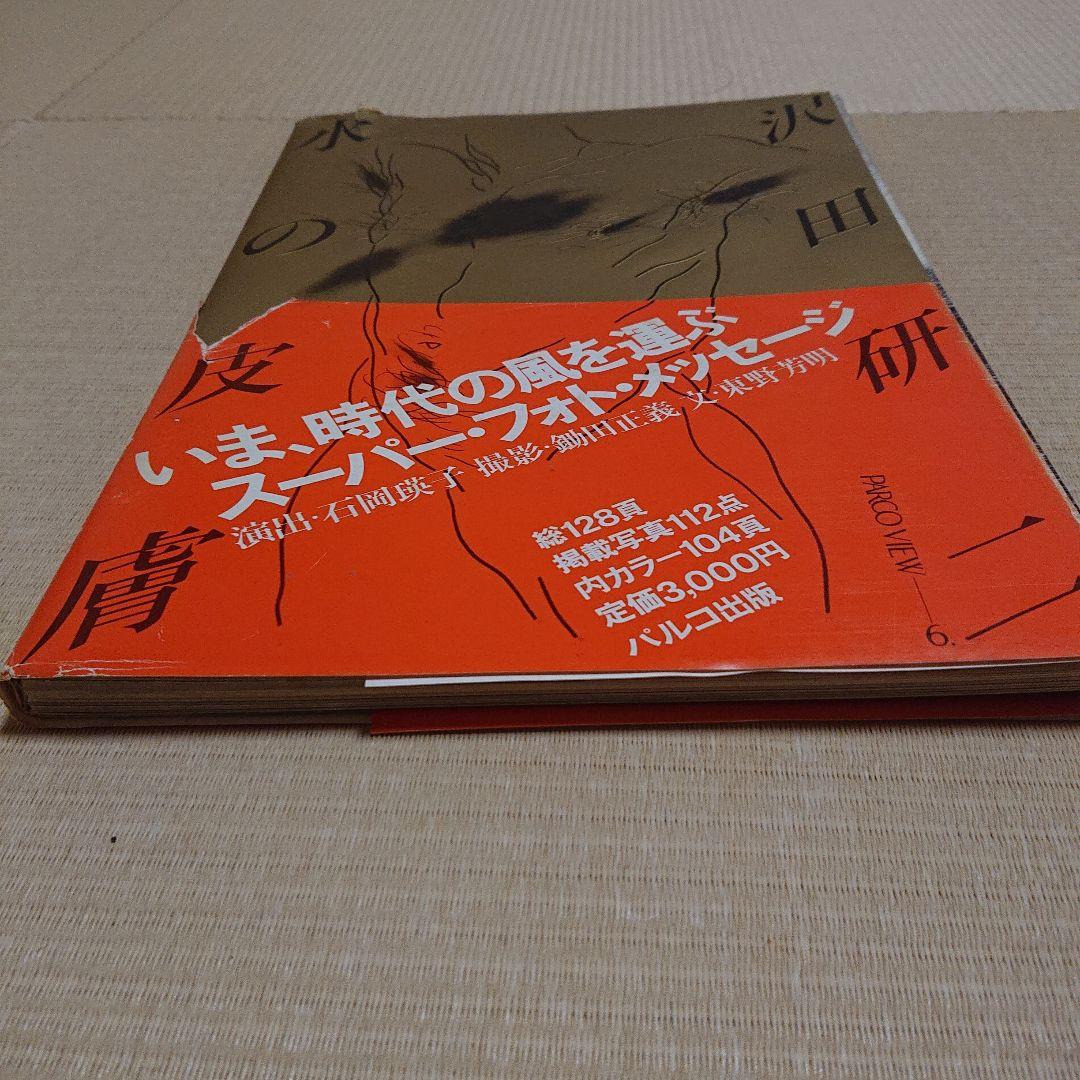 水の皮膚
沢田研二
いま、時代の風を運ぶ
スーパー・フォト・メッセージ
演出・石岡瑛子 撮影・鋤田正義 文・東野芳明
総128頁
掲載写真112点
内カラー104頁
定価3,000円
パルコ出版
PARCO VIEW—6.